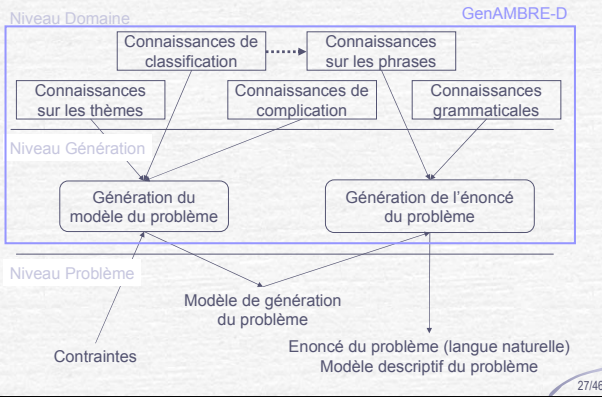 Niveau Domaine
GenAMBRE-D
Connaissances de
classification
Connaissances
sur les phrases
Connaissances
sur les thèmes
Connaissances de
complication
Connaissances
grammaticales
Niveau Génération
Génération du
modèle du problème
Génération de l'énoncé
du problème
Niveau Problème
Modèle de génération
du problème
Contraintes
Enoncé du problème (langue naturelle)
Modèle descriptif du problème
27/46